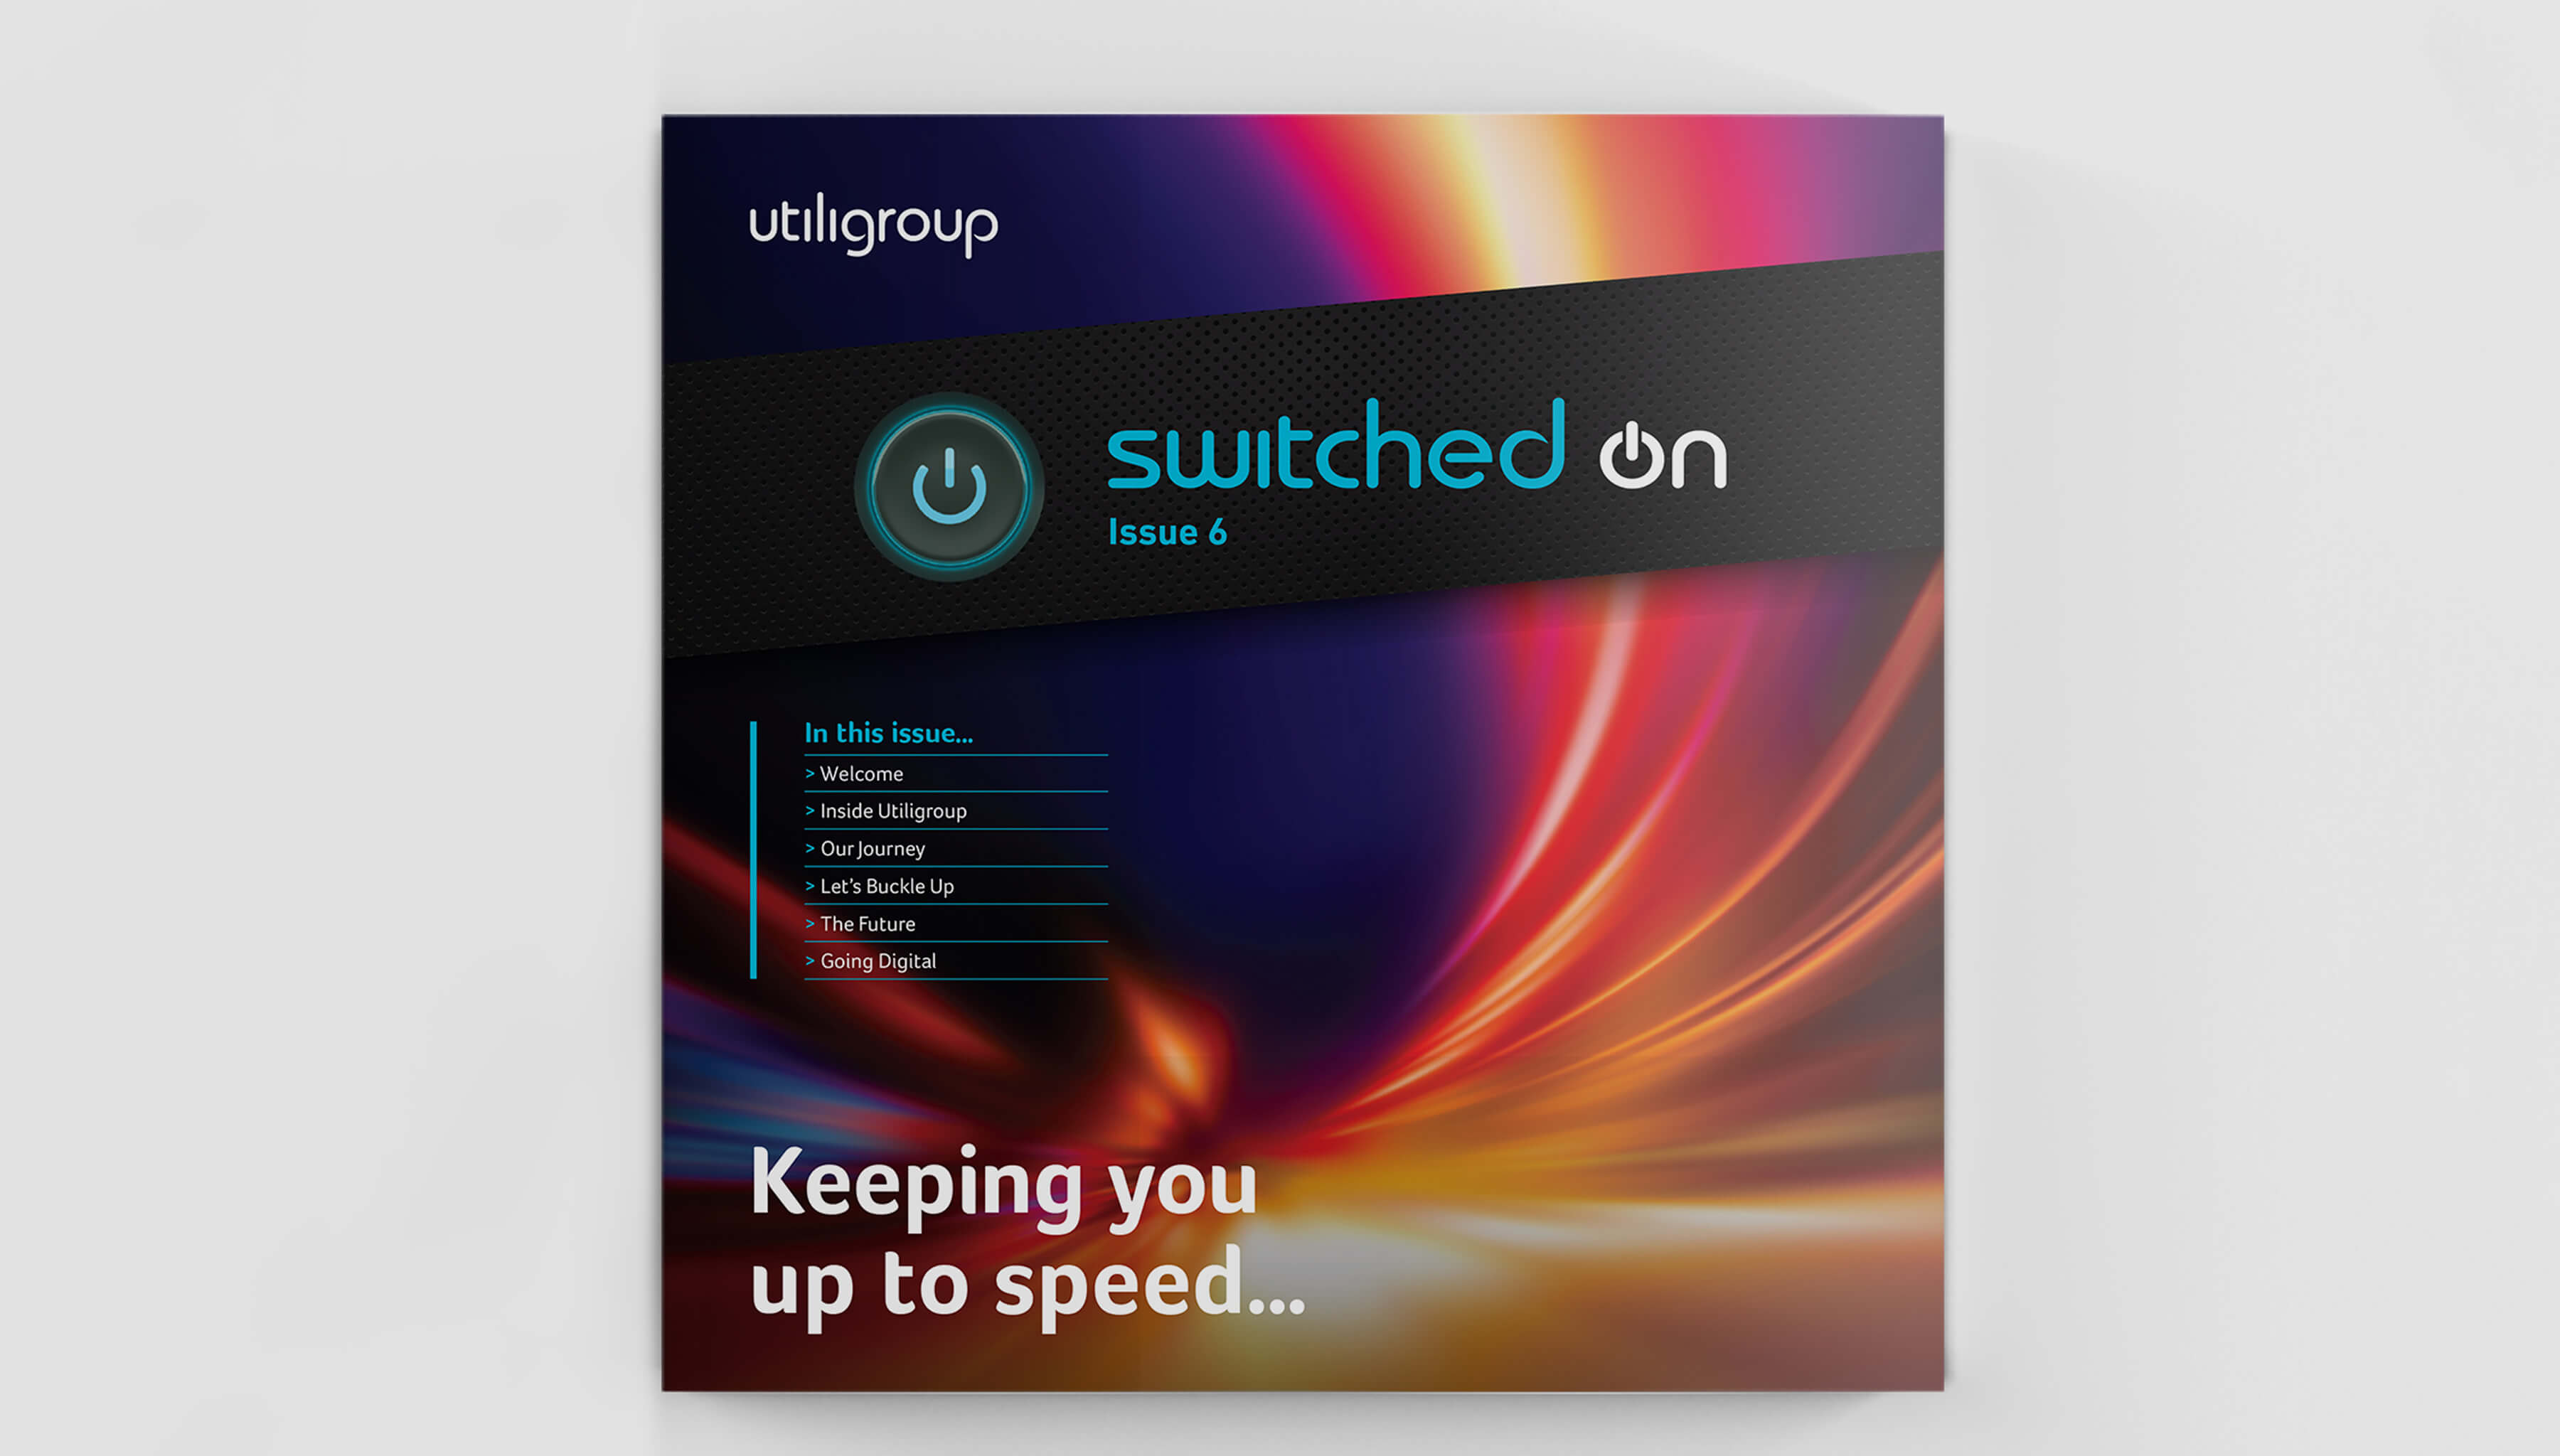 utiligroup
switched on
Issue 6
In this issue...
> Welcome
> Inside Utiligroup
> Our Journey
> Let's Buckle Up
> The Future
> Going Digital
Keeping you
up to speed...